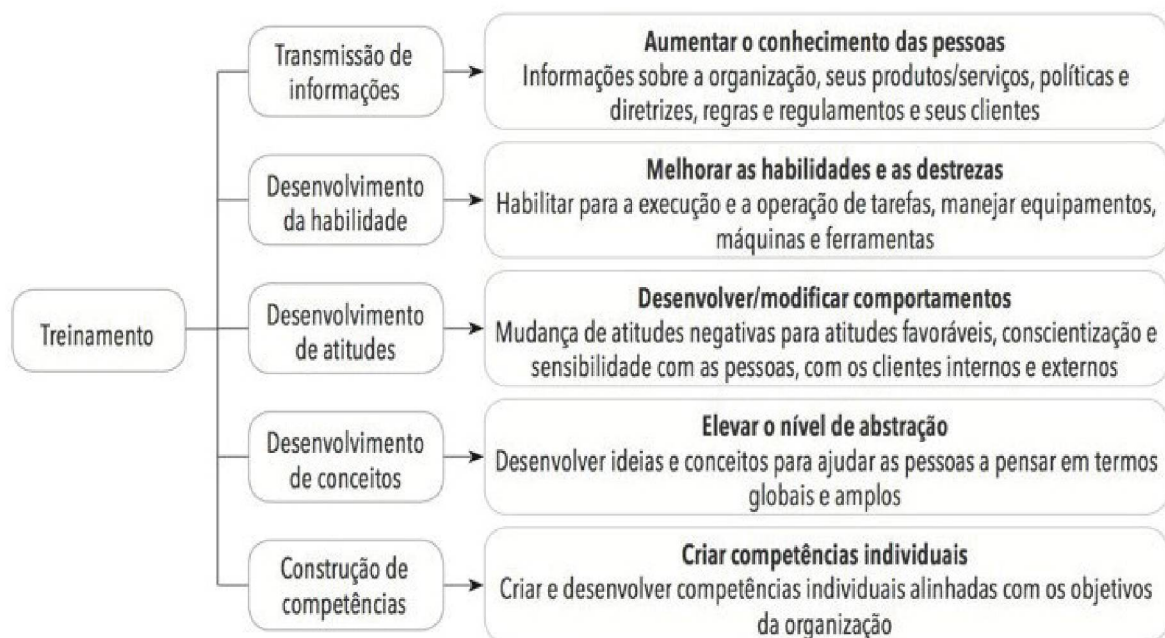 Treinamento
Transmissão de
informações
Aumentar o conhecimento das pessoas
Informações sobre a organização, seus produtos/serviços, políticas e
diretrizes, regras e regulamentos e seus clientes
Desenvolvimento
da habilidade
Melhorar as habilidades e as destrezas
Habilitar para a execução e a operação de tarefas, manejar equipamentos,
máquinas e ferramentas
Desenvolvimento
de atitudes
Desenvolver/modificar comportamentos
Mudança de atitudes negativas para atitudes favoráveis, conscientização e
sensibilidade com as pessoas, com os clientes internos e externos
Desenvolvimento
de conceitos
Elevar o nível de abstração
Desenvolver ideias e conceitos para ajudar as pessoas a pensar em termos
globais e amplos
Construção de
competências
Criar competências individuais
Criar e desenvolver competências individuais alinhadas com os objetivos
da organização